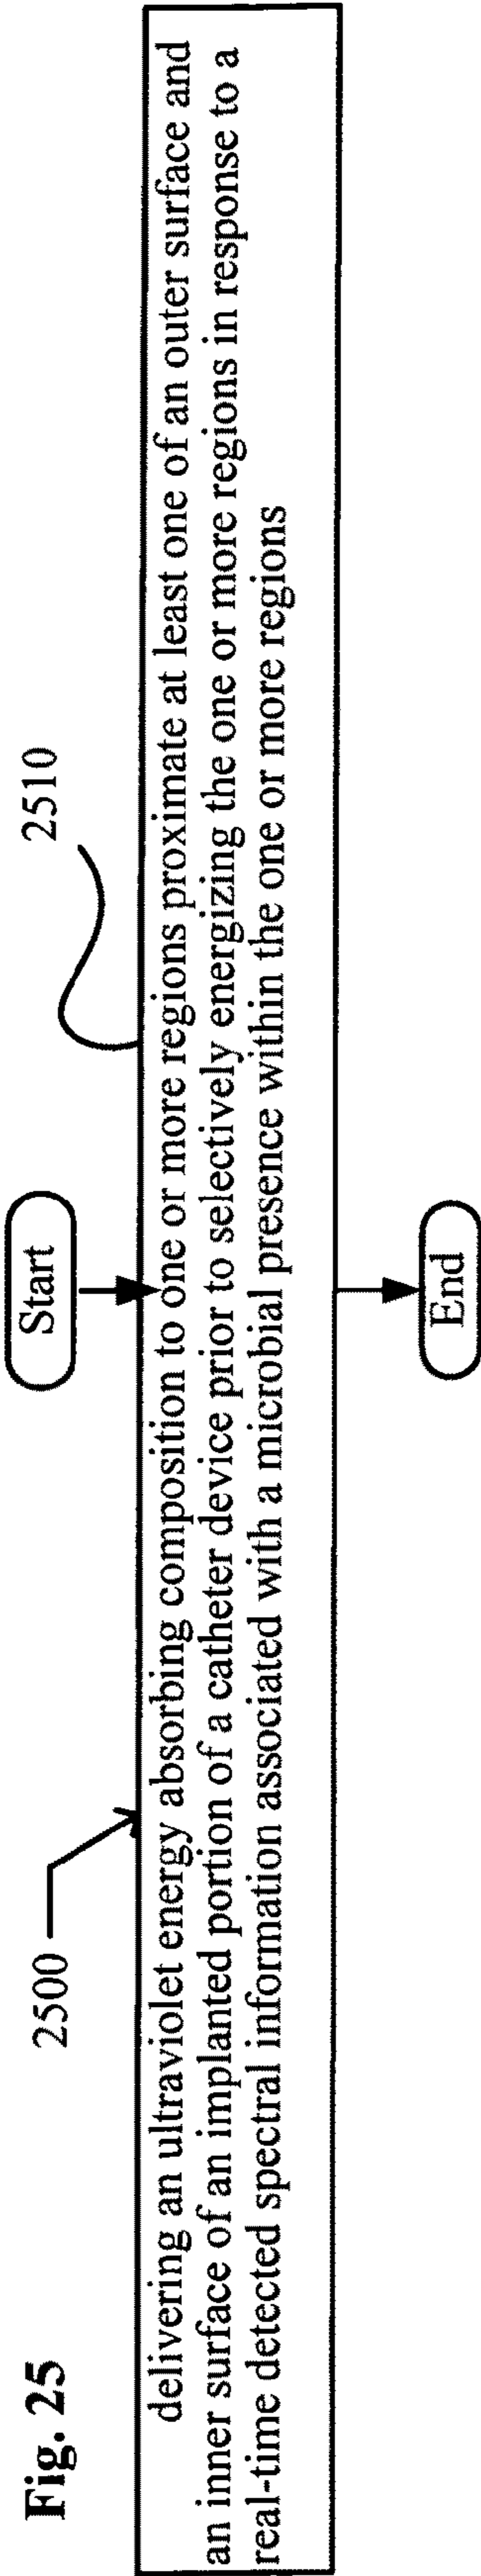 Fig. 25
2500
Start
2510
delivering an ultraviolet energy absorbing composition to one or more regions proximate at least one of an outer surface and
an inner surface of an implanted portion of a catheter device prior to selectively energizing the one or more regions in response to a
real-time detected spectral information associated with a microbial presence within the one or more regions
End